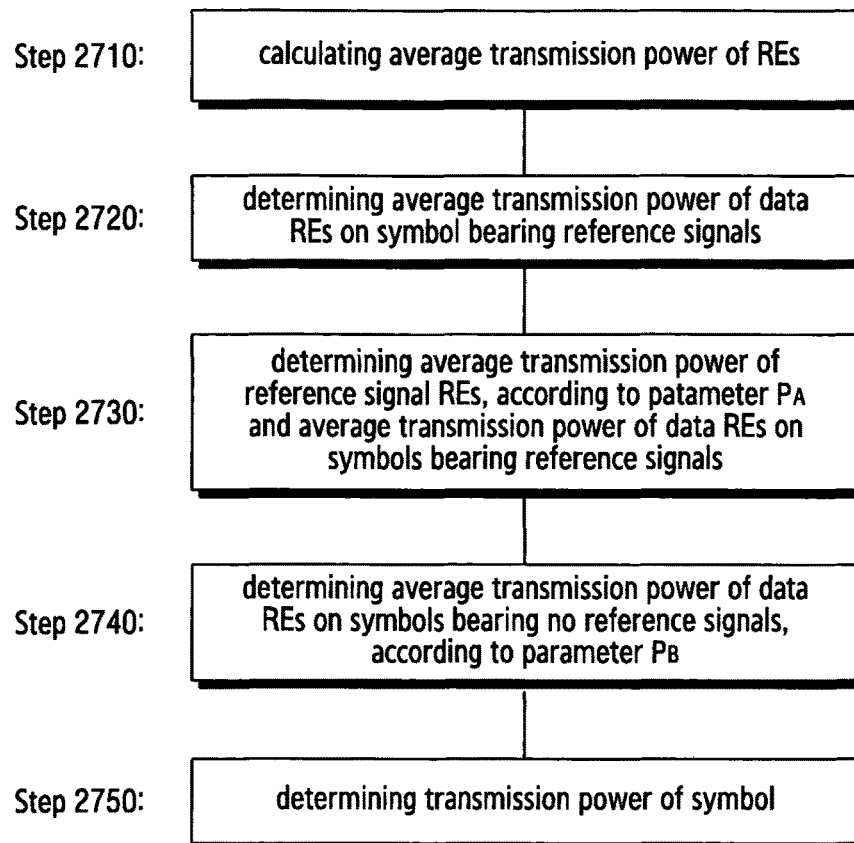 Step 2710:
calculating average transmission power of REs
Step 2720:
determining average transmission power of data
REs on symbol bearing reference signals
Step 2730:
determining average transmission power of
reference signal REs, according to patameter PA
and average transmission power of data REs on
symbols bearing reference signals
Step 2740:
determining average transmission power of data
REs on symbols bearing no reference signals,
according to parameter PB
Step 2750:
determining transmission power of symbol